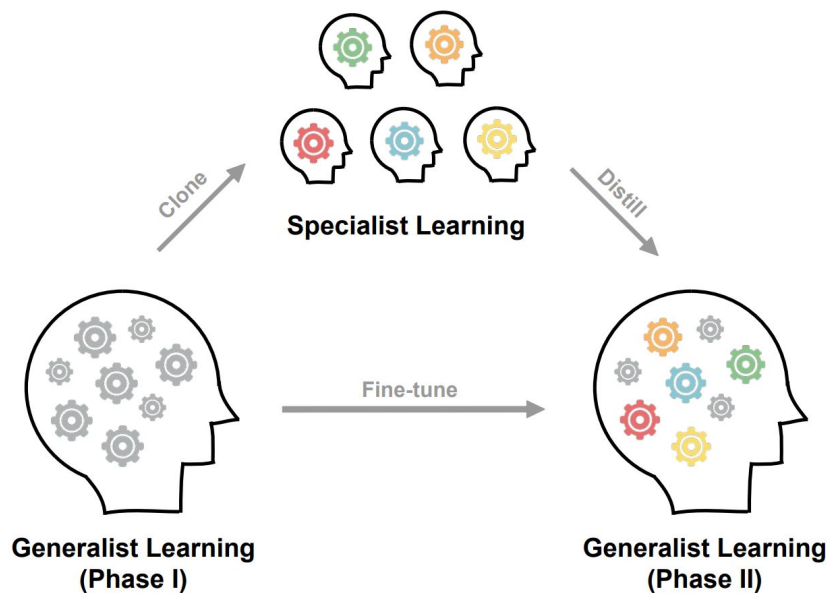 Clone
Distill
Specialist Learning
Fine-tune
Generalist Learning
(Phase I)
Generalist Learning
(Phase II)